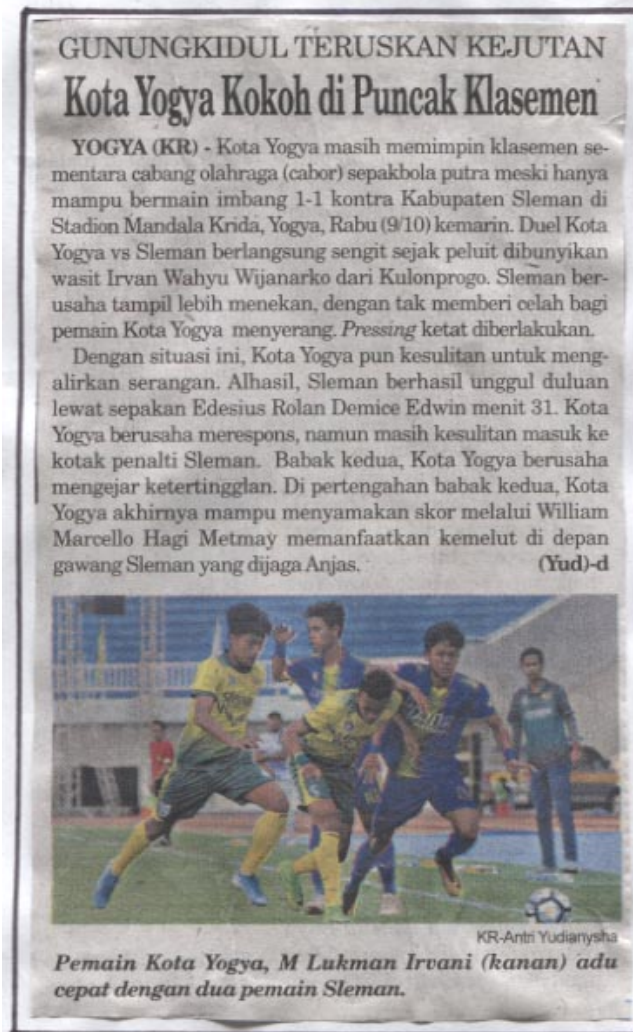 GUNUNGKIDUL TERUSKAN KEJUTAN
Kota Yogya Kokoh di Puncak Klasemen
YOGYA (KR) - Kota Yogya masih memimpin klasemen se-
mentara cabang olahraga (cabor) sepakbola putra meski hanya
mampu bermain imbang 1-1 kontra Kabupaten Sleman di
Stadion Mandala Krida, Yogya, Rabu (9/10) kemarin. Duel Kota
Yogya vs Sleman berlangsung sengit sejak peluit dibunyikan
wasit Irvan Wahyu Wijanarko dari Kulonprogo. Sleman ber-
usaha tampil lebih menekan, dengan tak memberi celah bagi
pemain Kota Yogya menyerang. Pressing ketat diberlakukan.
Dengan situasi ini, Kota Yogya pun kesulitan untuk meng-
alirkan serangan. Alhasil, Sleman berhasil unggul duluan
lewat sepakan Edesius Rolan Demice Edwin menit 31. Kota
Yogya berusaha merespons, namun masih kesulitan masuk ke
kotak penalti Sleman. Babak kedua, Kota Yogya berusaha
mengejar ketertingglan. Di pertengahan babak kedua, Kota
Yogya akhirnya mampu menyamakan skor melalui William
Marcello Hagi Metmay memanfaatkan kemelut di depan
gawang Sleman yang dijaga Anjas. (Yud)-d
KR-Antri Yudianysha
Pemain Kota Yogya, M Lukman Irvani (kanan) adu
cepat dengan dua pemain Sleman.